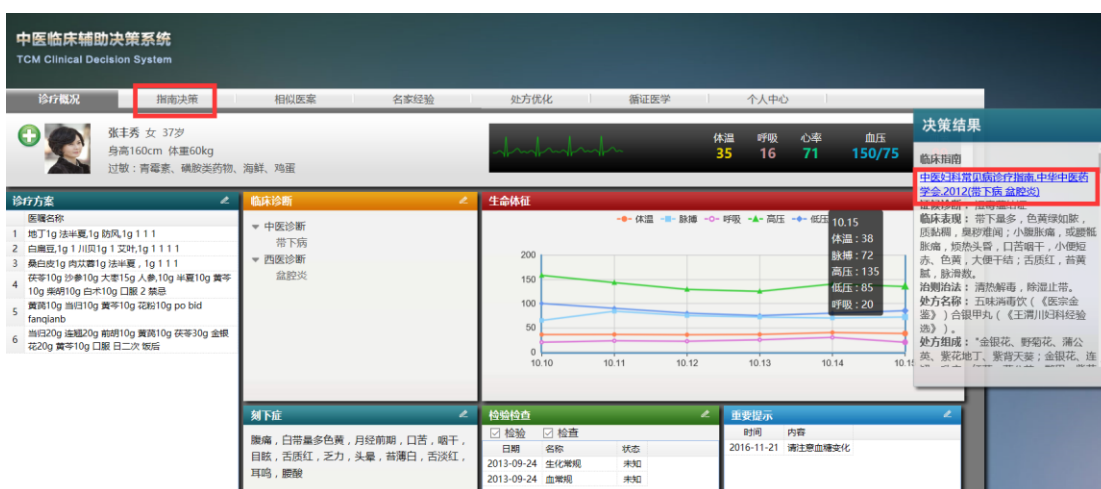 中医临床辅助决策系统
TCM Clinical Decision System
诊疗概况 指南决策 相似医案 名家经验 处方优化 循证医学 个人中心
张丰秀 女 37岁
身高160cm 体重60kg
过敏：青霉素、磺胺类药物、海鲜、鸡蛋
体温 呼吸 心率 血压
35 16 71 150/75
诊疗方案
医嘱名称
1 地丁1g 法半夏,1g 防风,1g 1 1 1
2 白扁豆,1g 1 川贝1g 1 艾叶,1g 1 1 1 1
3 桑白皮1g 肉苁蓉1g 法半夏，1g 1 1 1
4 茯苓10g 沙参10g 大枣15g 人参,10g 半夏10g 黄芩
10g 柴胡10g 白术10g 口服 2 禁忌
5 黄芪10g 当归10g 黄芩10g 花粉10g po bid
fangianb
6 当归20g 连翘20g 前胡10g 黄芪10g 茯苓30g 金银
花20g 黄芩10g 口服 日二次 饭后
临床诊断
中医诊断
带下病
西医诊断
盆腔炎
生命体征
体温 脉搏 呼吸 高压 低压
200
150
100
50
0
10.10 10.11 10.12 10.13 10.14 10.15
10.15
体温：38
脉搏：72
高压：135
低压：85
呼吸：20
刻下症
腹痛，白带量多色黄，月经前期，口苦，咽干，
目眩，舌质红，乏力，头晕，苔薄白，舌淡红，
耳鸣，腰酸
检验检查
检验 检查
日期 名称 状态
2013-09-24 生化常规 未知
2013-09-24 血常规 未知
重要提示
时间 内容
2016-11-21 请注意血糖变化
决策结果
临床指南
中医妇科常见病诊疗指南.中华中医药
学会.2012(带下病 盆腔炎)
临床表现：带下量多，色黄绿如脓，
质黏稠，臭秽难闻；小腹胀痛，或腰骶
胀痛，烦热头昏，口苦咽干，小便短
赤、色黄，大便干结；舌质红，苔黄
腻，脉滑数。
治则治法：清热解毒，除湿止带。
处方名称：五味消毒饮（《医宗金
鉴》）合银甲丸（《王渭川妇科经验
选》）。
处方组成："金银花、野菊花、蒲公
英、紫花地丁、紫背天葵；金银花、连